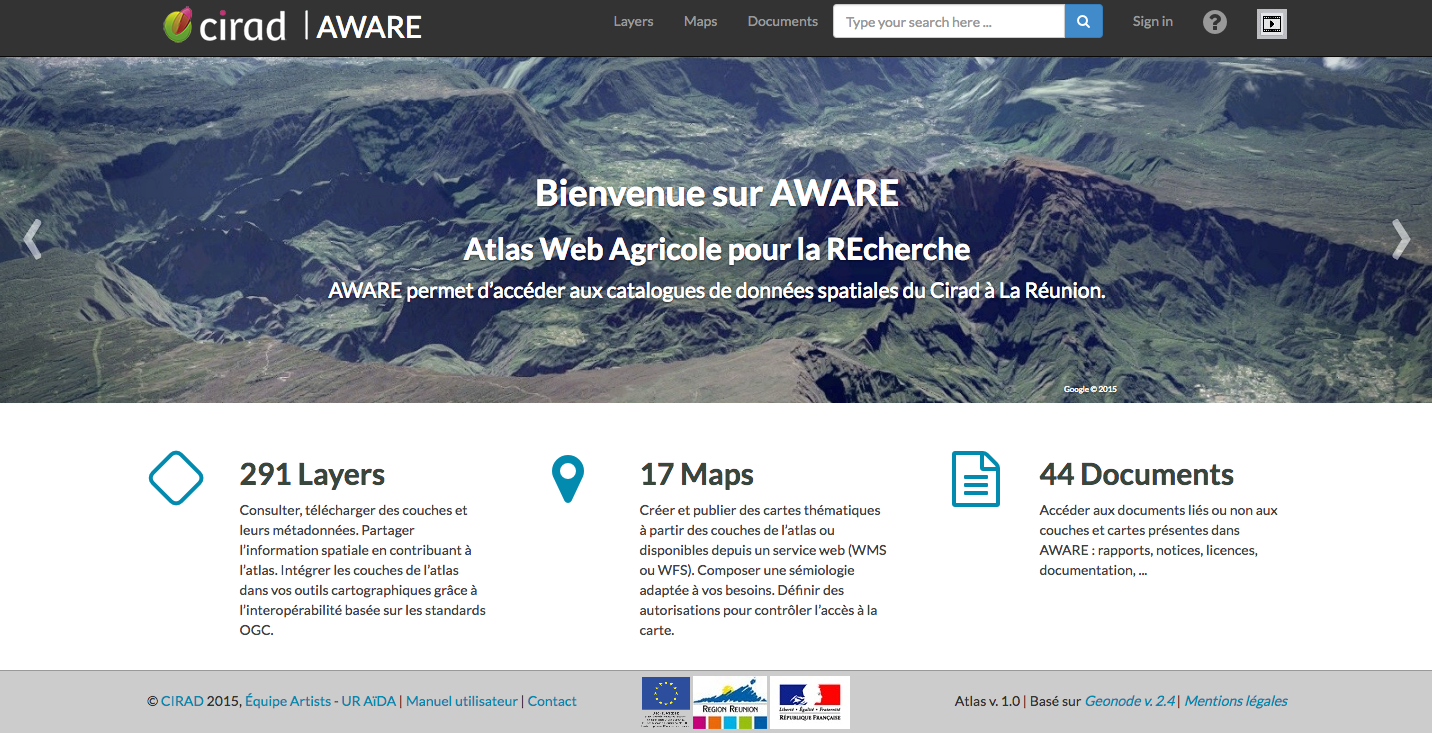 cirad | AWARE
Layers Maps Documents Type your search here ... Sign in ?
Bienvenue sur AWARE
Atlas Web Agricole pour la REcherche
AWARE permet d'accéder aux catalogues de données spatiales du Cirad à La Réunion.
Google © 2015
291 Layers
Consulter, télécharger des couches et
leurs métadonnées. Partager
l'information spatiale en contribuant à
l'atlas. Intégrer les couches de l'atlas
dans vos outils cartographiques grâce à
l'interopérabilité basée sur les standards
OGC.
17 Maps
Créer et publier des cartes thématiques
à partir des couches de l'atlas ou
disponibles depuis un service web (WMS
ou WFS). Composer une sémiologie
adaptée à vos besoins. Définir des
autorisations pour contrôler l'accès à la
carte.
44 Documents
Accéder aux documents liés ou non aux
couches et cartes présentes dans
AWARE : rapports, notices, licences,
documentation, ...
© CIRAD 2015, Équipe Artists - UR AïDA | Manuel utilisateur | Contact
REGION REUNION
Liberté • Égalité • Fraternité
RÉPUBLIQUE FRANÇAISE
Atlas v. 1.0 | Basé sur Geonode v. 2.4 | Mentions légales